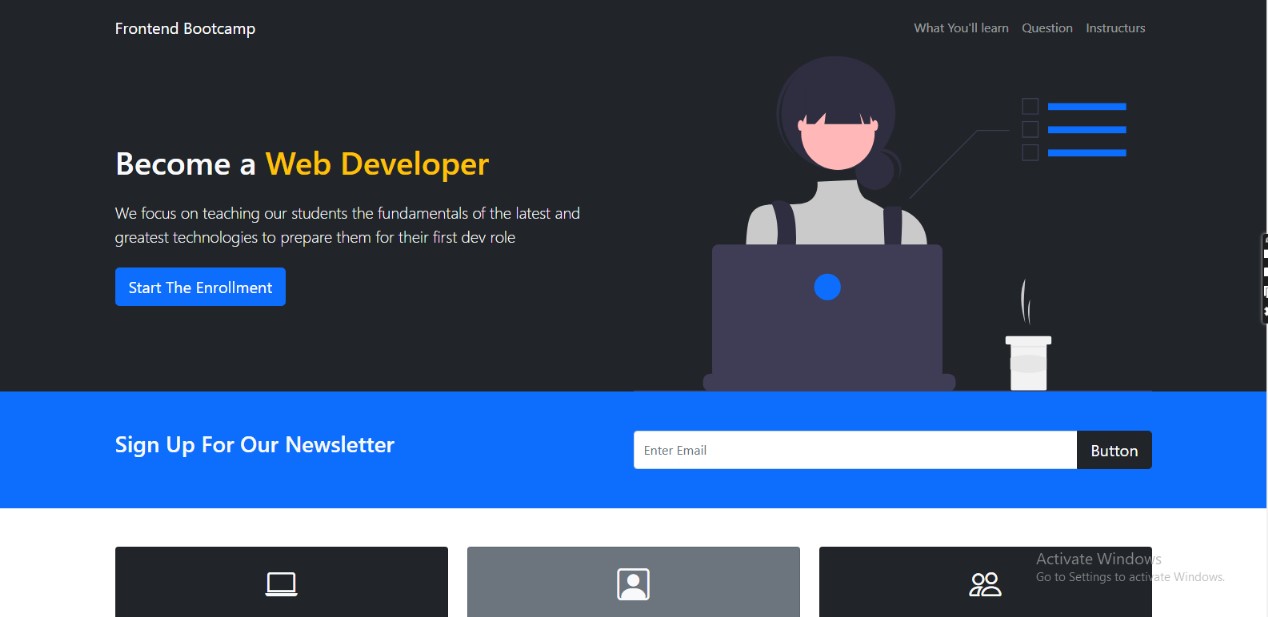 Frontend Bootcamp
What You'll learn Question Instructurs
Become a Web Developer
We focus on teaching our students the fundamentals of the latest and
greatest technologies to prepare them for their first dev role
Start The Enrollment
Sign Up For Our Newsletter
Enter Email
Button
Activate Windows
Go to Settings to activate Windows.